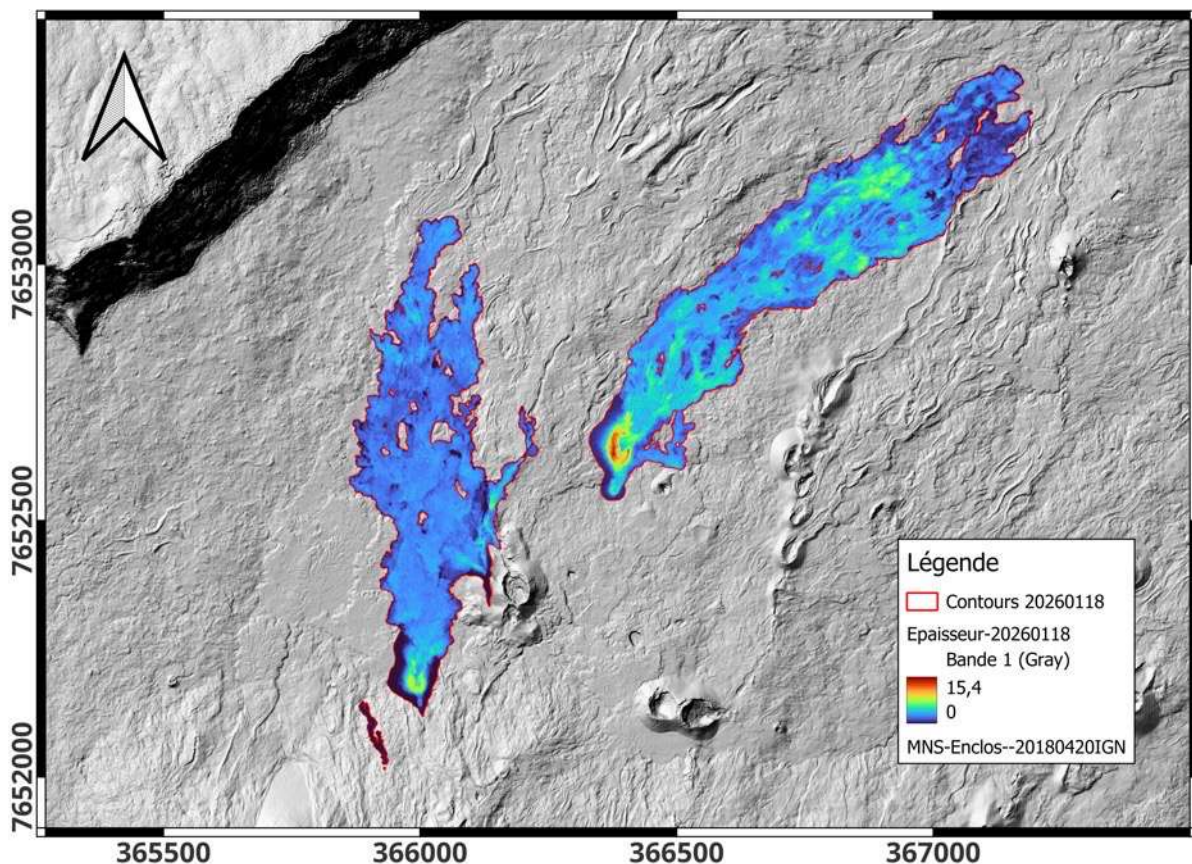 7653000
7652500
7652000
Légende
Contours 20260118
Epaisseur-20260118
Bande 1 (Gray)
15,4
0
MNS-Enclos--20180420IGN
365500
366000
366500
367000